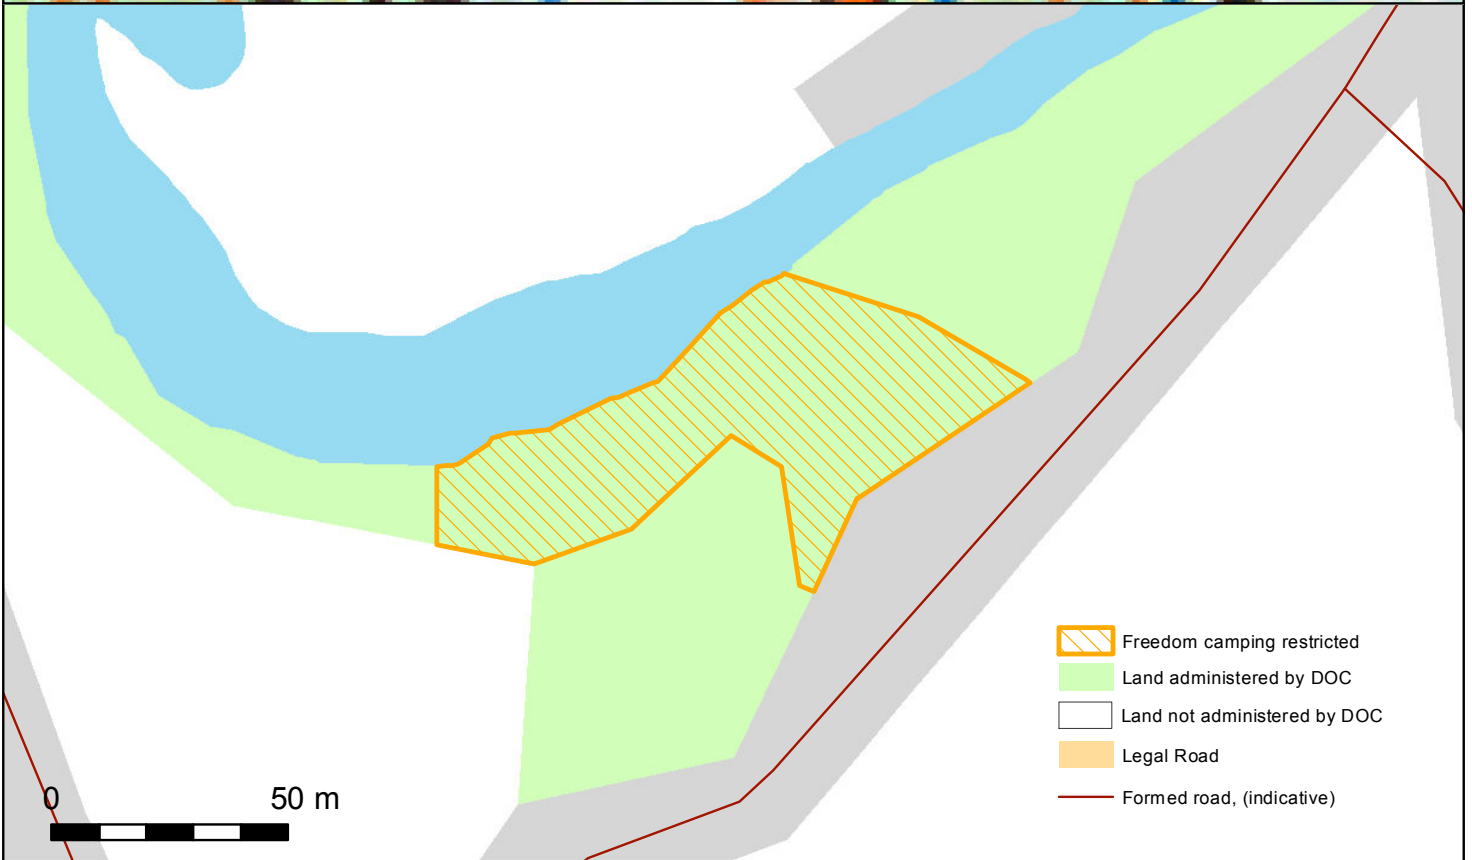 Freedom camping restricted
Land administered by DOC
Land not administered by DOC
Legal Road
Formed road, (indicative)
0 50 m